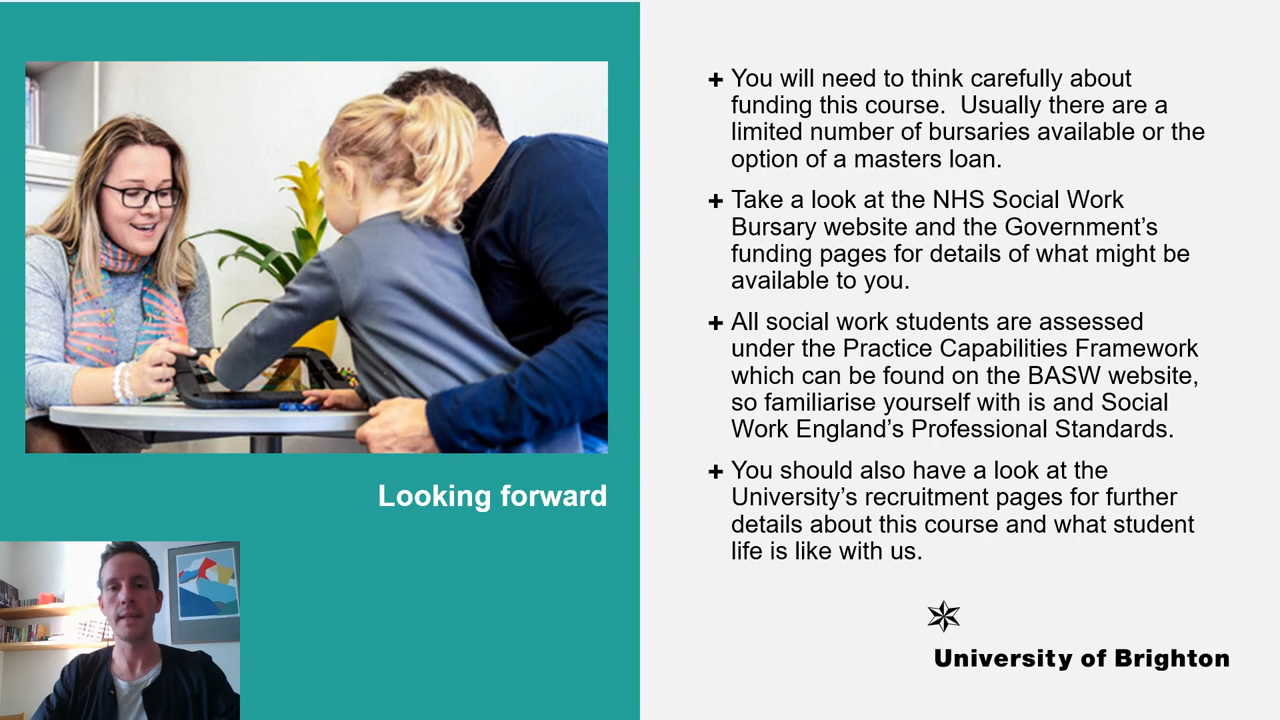 Looking forward
+ You will need to think carefully about
funding this course.  Usually there are a
limited number of bursaries available or the
option of a masters loan.
+ Take a look at the NHS Social Work
Bursary website and the Government’s
funding pages for details of what might be
available to you.
+ All social work students are assessed
under the Practice Capabilities Framework
which can be found on the BASW website,
so familiarise yourself with is and Social
Work England’s Professional Standards.
+ You should also have a look at the
University’s recruitment pages for further
details about this course and what student
life is like with us.
University of Brighton